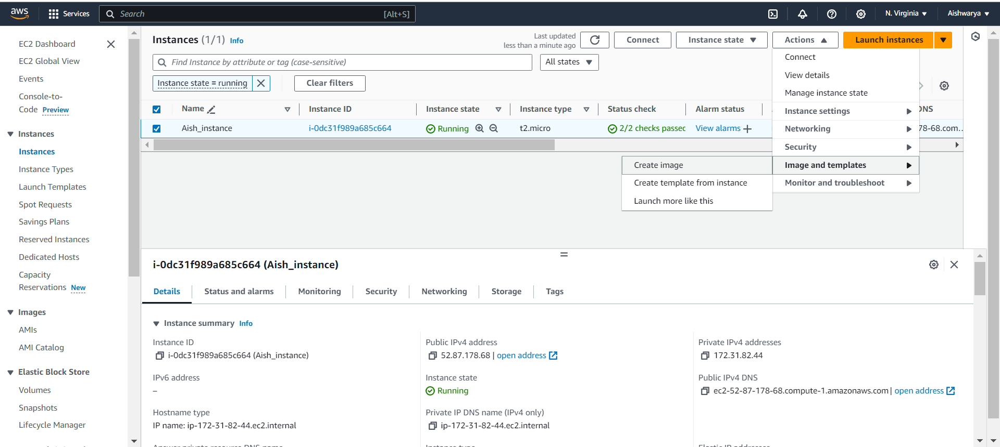 aws
Services
Search
[Alt+S]
N. Virginia
Aishwarya
EC2 Dashboard
EC2 Global View
Events
Console-to-
Code Preview
Instances
Instances
Instance Types
Launch Templates
Spot Requests
Savings Plans
Reserved Instances
Dedicated Hosts
Capacity
Reservations New
Images
AMIs
AMI Catalog
Elastic Block Store
Volumes
Snapshots
Lifecycle Manager
Instances (1/1) Info
Last updated
less than a minute ago
Connect
Instance state
Actions
Launch instances
Find Instance by attribute or tag (case-sensitive)
All states
Instance state = running
Clear filters
Name
Instance ID
Instance state
Instance type
Status check
Alarm status
DNS
Aish_instance
i-0dc31f989a685c664
Running
t2.micro
2/2 checks passec
View alarms
78-68.com...
Connect
View details
Manage instance state
Instance settings
Networking
Security
Image and templates
Monitor and troubleshoot
Create image
Create template from instance
Launch more like this
i-0dc31f989a685c664 (Aish_instance)
Details
Status and alarms
Monitoring
Security
Networking
Storage
Tags
Instance summary Info
Instance ID
i-0dc31f989a685c664 (Aish_instance)
Public IPv4 address
52.87.178.68 | open address
Private IPv4 addresses
172.31.82.44
IPv6 address
–
Instance state
Running
Public IPv4 DNS
ec2-52-87-178-68.compute-1.amazonaws.com | open address
Hostname type
IP name: ip-172-31-82-44.ec2.internal
Private IP DNS name (IPv4 only)
ip-172-31-82-44.ec2.internal
Answer private resource DNS name
Instance type
Elastic IP addresses